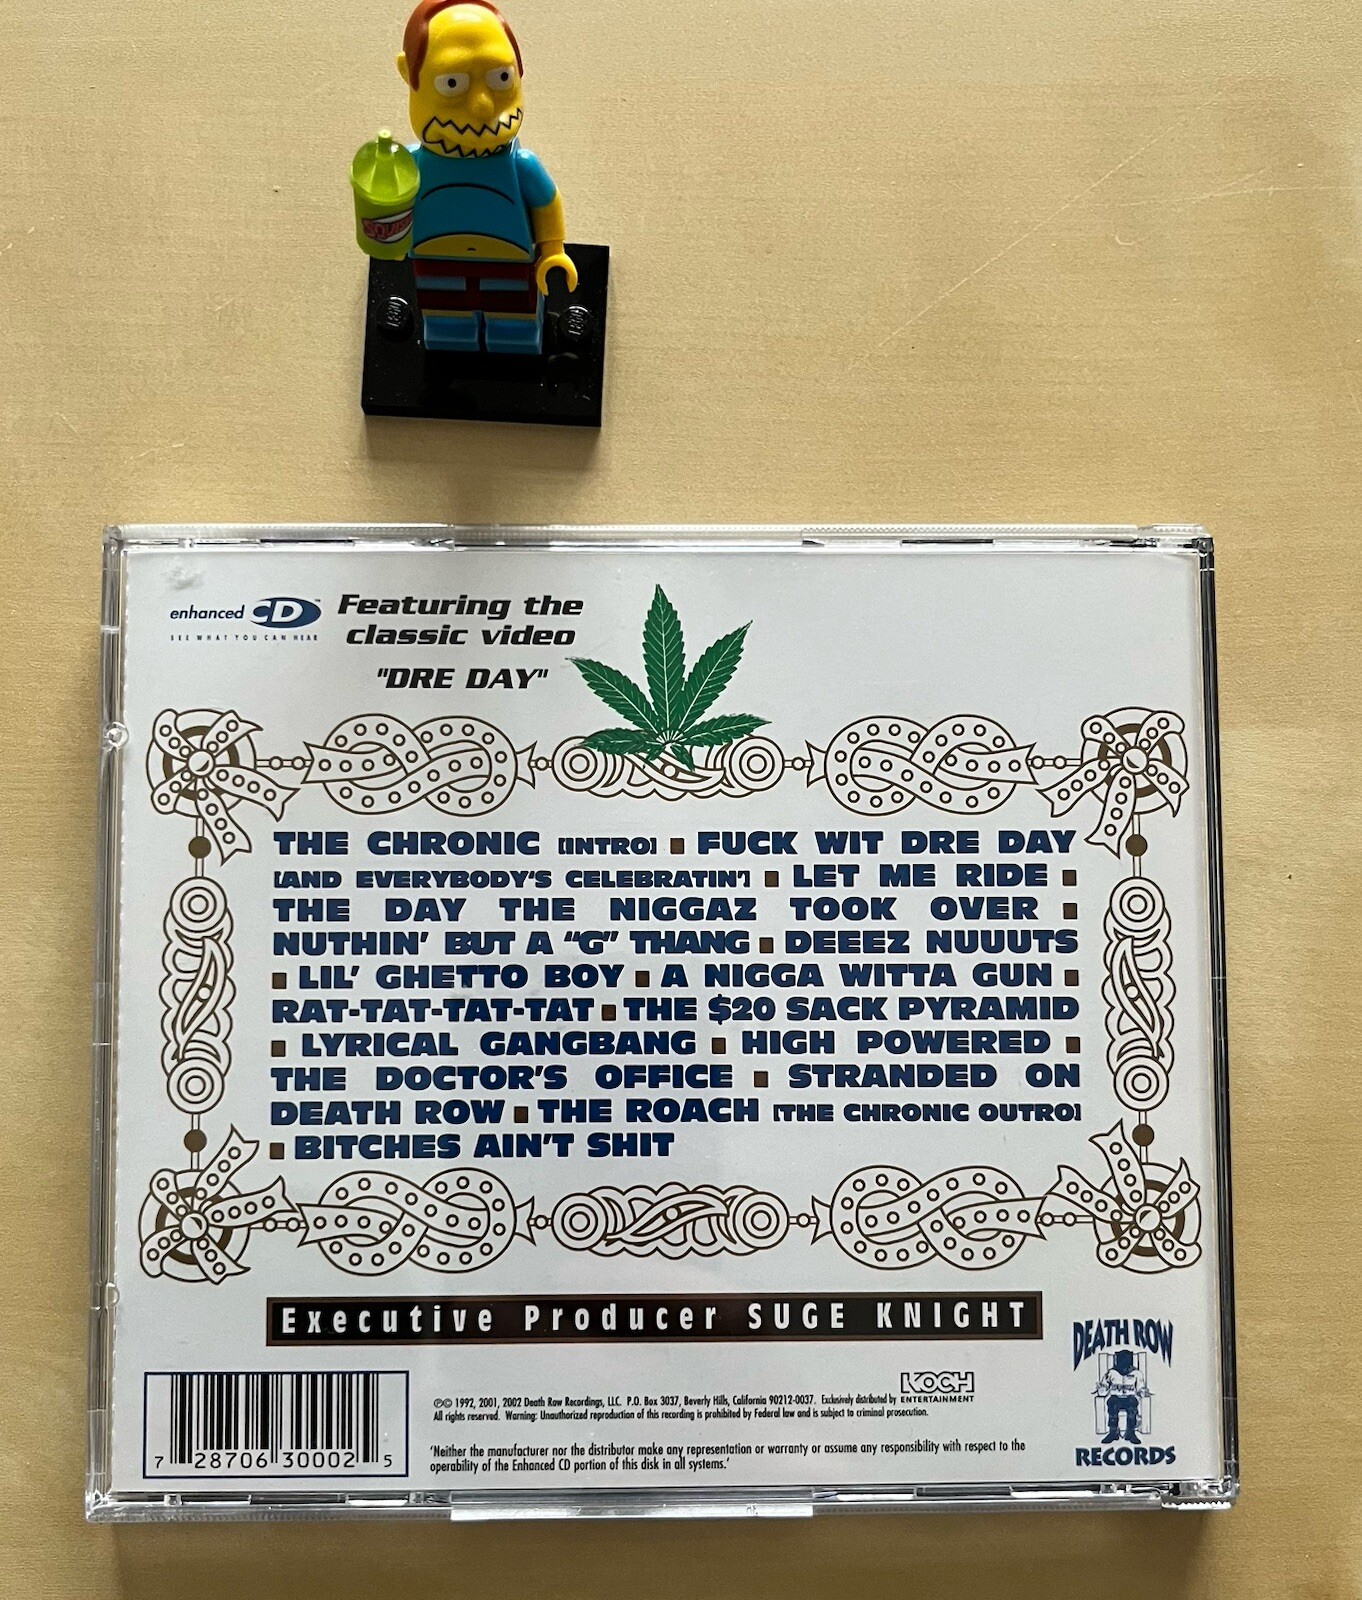 SQUISHEE
LEGO LEGO
enhanced CD™
SEE WHAT YOU CAN HEAR
Featuring the
classic video
"DRE DAY"
THE CHRONIC [INTRO] ■ FUCK WIT DRE DAY
[AND EVERYBODY'S CELEBRATIN'] ■ LET ME RIDE ■
THE DAY THE NIGGAZ TOOK OVER ■
NUTHIN' BUT A “G” THANG ■ DEEEZ NUUUTS
■ LIL' GHETTO BOY ■ A NIGGA WITTA GUN ■
RAT-TAT-TAT-TAT ■ THE $20 SACK PYRAMID
■ LYRICAL GANGBANG ■ HIGH POWERED ■
THE DOCTOR'S OFFICE ■ STRANDED ON
DEATH ROW ■ THE ROACH [THE CHRONIC OUTRO]
■ BITCHES AIN'T SHIT
Executive Producer SUGE KNIGHT
DEATH ROW
RECORDS
KOCH
ENTERTAINMENT
℗© 1992, 2001, 2002 Death Row Recordings, LLC. P.O. Box 3037, Beverly Hills, California 90212-0037. Exclusively distributed by
All rights reserved. Warning: Unauthorized reproduction of this recording is prohibited by Federal law and is subject to criminal prosecution.
'Neither the manufacturer nor the distributor make any representation or warranty or assume any responsibility with respect to the
operability of the Enhanced CD portion of this disk in all systems.'
7 28706 30002 5